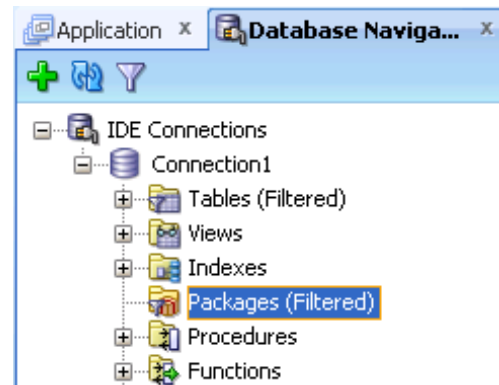 Application x Database Naviga... x
IDE Connections
Connection1
Tables (Filtered)
Views
Indexes
Packages (Filtered)
Procedures
Functions